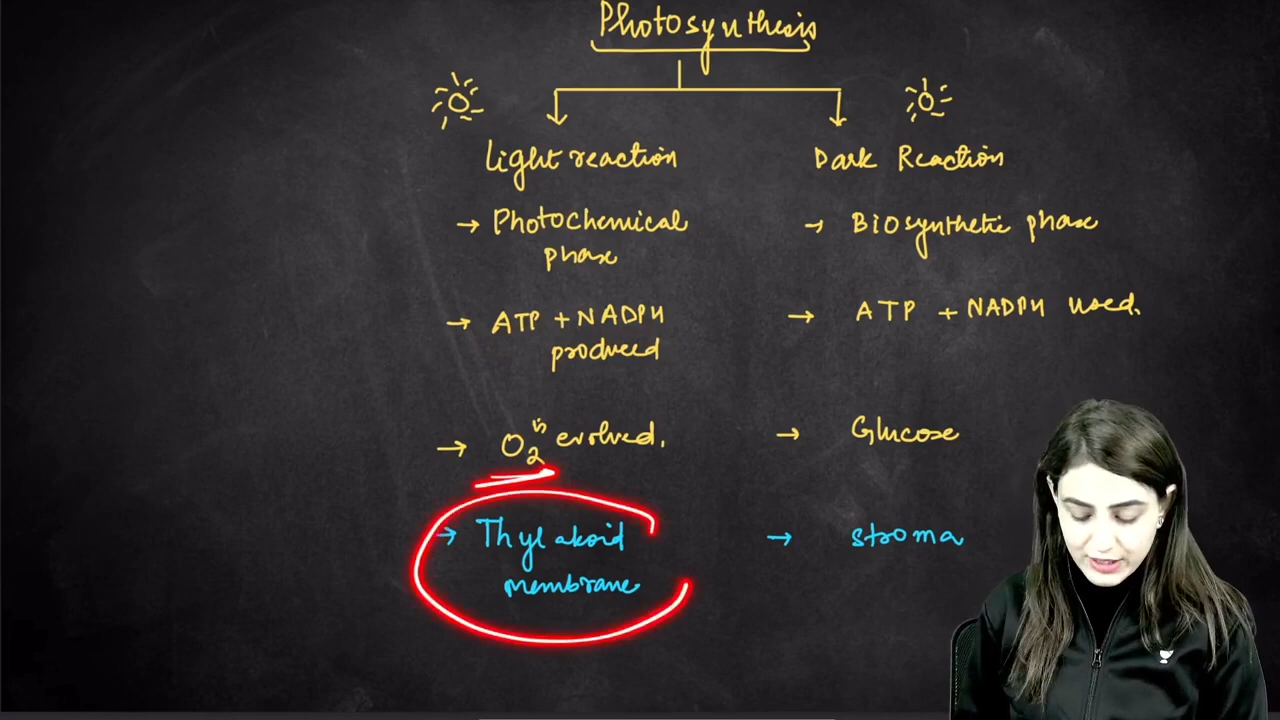 Photosynthesis
Light reaction
Dark Reaction
→ Photochemical
phase
→ Biosynthetic phase
→ ATP + NADPH
produced
→ ATP + NADPH used.
→ O2 is evolved.
→ Glucose
→ Thylakoid
membrane
→ stroma